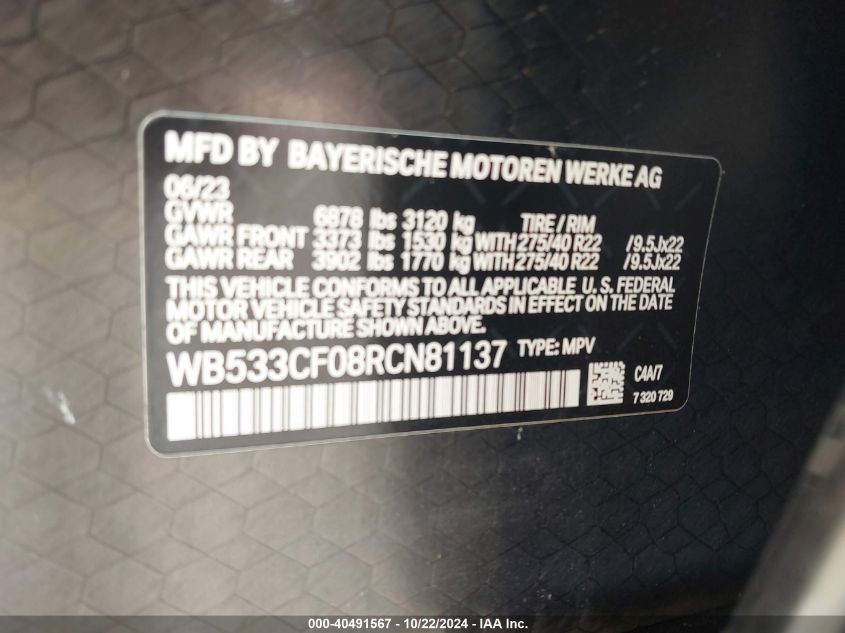 MFD BY BAYERISCHE MOTOREN WERKE AG
06/23
GVWR 6878 lbs 3120 kg TIRE / RIM
GAWR FRONT 3373 lbs 1530 kg WITH 275/40 R22 /9.5Jx22
GAWR REAR 3902 lbs 1770 kg WITH 275/40 R22 /9.5Jx22
THIS VEHICLE CONFORMS TO ALL APPLICABLE U.S. FEDERAL
MOTOR VEHICLE SAFETY STANDARDS IN EFFECT ON THE DATE
OF MANUFACTURE SHOWN ABOVE.
WB533CF08RCN81137 TYPE: MPV
C4A/7
7 320 729
000-40491567 - 10/22/2024 - IAA Inc.